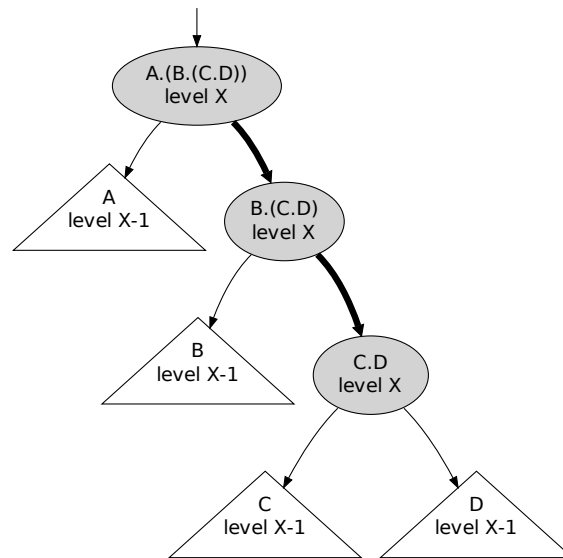 A.(B.(C.D))
level X
A
level X-1
B.(C.D)
level X
B
level X-1
C.D
level X
C
level X-1
D
level X-1